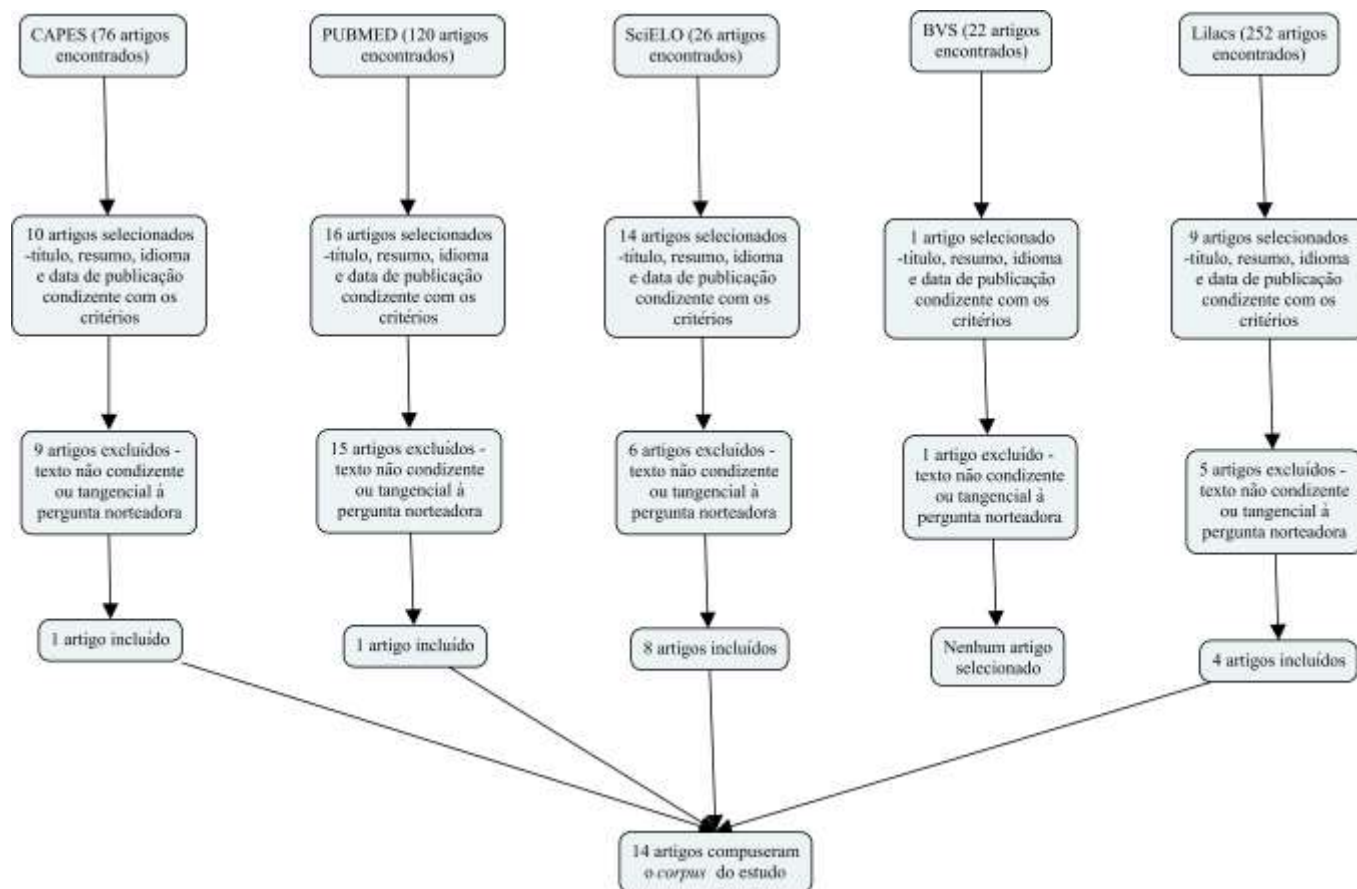 CAPES (76 artigos
encontrados)
PUBMED (120 artigos
encontrados)
SciELO (26 artigos
encontrados)
BVS (22 artigos
encontrados)
Lilacs (252 artigos
encontrados)
10 artigos selecionados
-título, resumo, idioma
e data de publicação
condizente com os
critérios
16 artigos selecionados
-título, resumo, idioma
e data de publicação
condizente com os
critérios
14 artigos selecionados
-título, resumo, idioma
e data de publicação
condizente com os
critérios
1 artigo selecionado
-título, resumo, idioma
e data de publicação
condizente com os
critérios
9 artigos selecionados
-título, resumo, idioma
e data de publicação
condizente com os
critérios
9 artigos excluídos -
texto não condizente
ou tangencial à
pergunta norteadora
15 artigos excluídos -
texto não condizente
ou tangencial à
pergunta norteadora
6 artigos excluídos -
texto não condizente
ou tangencial à
pergunta norteadora
1 artigo excluído -
texto não condizente
ou tangencial à
pergunta norteadora
5 artigos excluídos -
texto não condizente
ou tangencial à
pergunta norteadora
1 artigo incluído
1 artigo incluído
8 artigos incluídos
Nenhum artigo
selecionado
4 artigos incluídos
14 artigos compuseram
o corpus do estudo